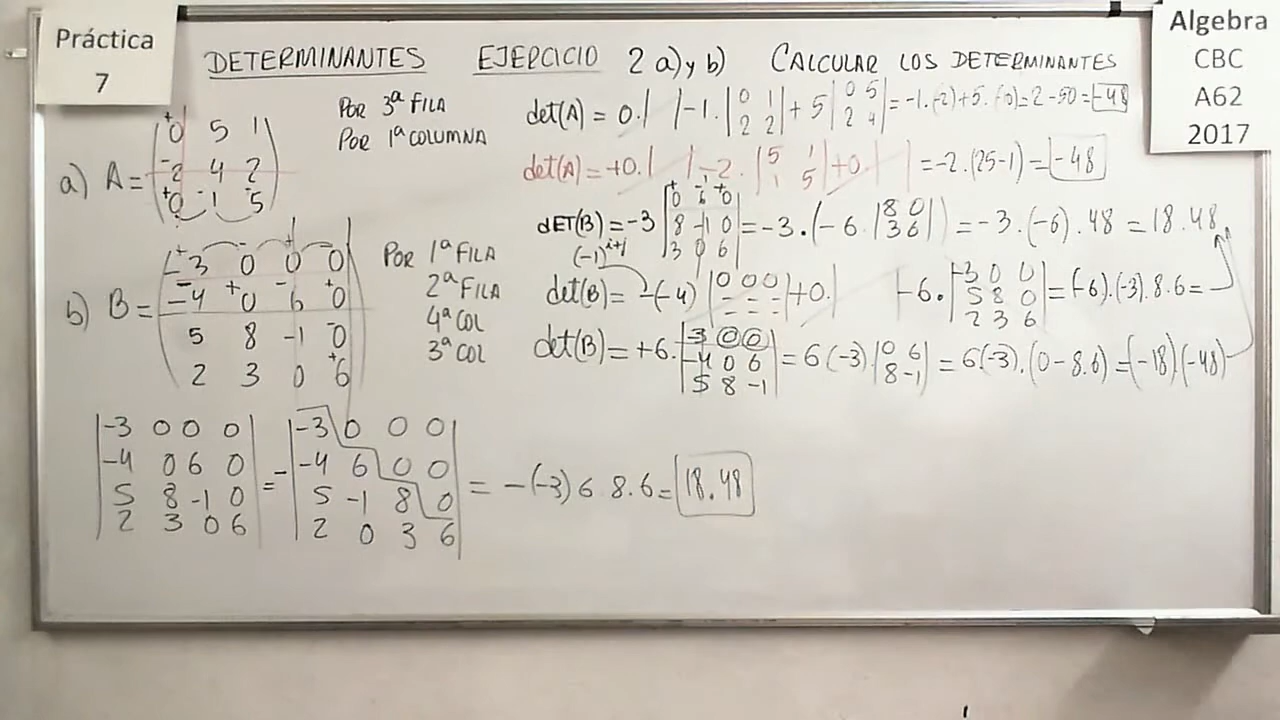 Práctica
7
DETERMINANTES EJERCICIO 2 a) y b) CALCULAR LOS DETERMINANTES
Algebra
CBC
A62
2017
POR 3ª FILA
POR 1ª COLUMNA
a) A =
+0 5 1
-2 4 2
+0 -1 5
det(A) = 0.| | -1. |0 1| + 5 |0 5| = -1.(-2)+5.(-10)=2-50= -48
2 2 2 4
det(A) = +0.| | -2. |5 1| +0| | = -2.(25-1) = -48
1 5
b) B =
-3 0 0 0
-4 0 6 0
5 8 -1 0
2 3 0 6
POR 1ª FILA
2ª FILA
4ª COL
3ª COL
DET(B) = -3 |0 6 0| = -3.(-6.|8 0|) = -3.(-6).48 = 18.48
8 -1 0 3 6
3 0 6
(-1)^i+j
det(B) = -(-4) |0 0 0| +0.| | -6. |-3 0 0| = (-6).(-3).8.6 =
- - - 5 8 0
- - - 2 3 6
det(B) = +6. |-3 0 0| = 6(-3).|0 6| = 6(-3).(0-8.6) = (-18)(-48)
-4 0 6 8 -1
5 8 -1
|-3 0 0 0| = - |-3 0 0 0| = -(-3)6.8.6 = 18.48
-4 0 6 0 -4 6 0 0
5 8 -1 0 5 -1 8 0
2 3 0 6 2 0 3 6